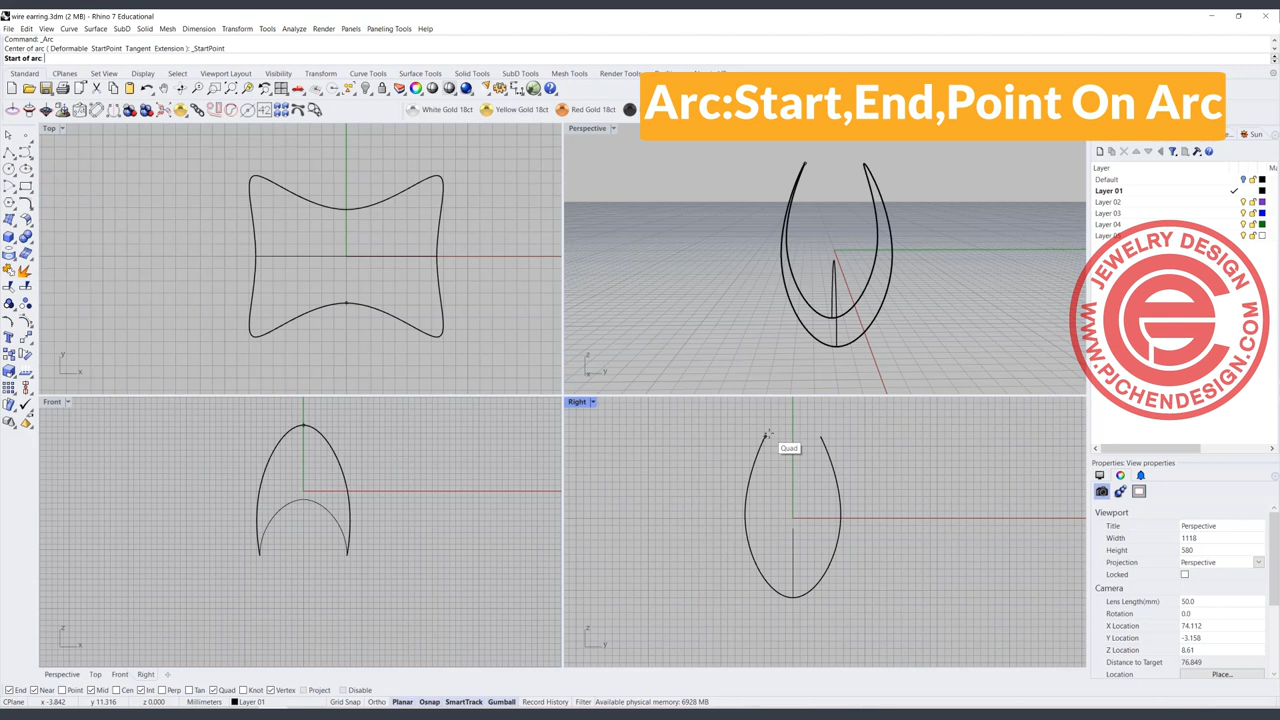 wire earring.3dm (2 MB) - Rhino 7 Educational
File Edit View Curve Surface SubD Solid Mesh Dimension Transform Tools Analyze Render Panels Paneling Tools Help
Command: _Arc
Center of arc ( Deformable StartPoint Tangent Extension ): _StartPoint
Start of arc
Standard CPlanes Set View Display Select Viewport Layout Visibility Transform Curve Tools Surface Tools Solid Tools SubD Tools Mesh Tools Render Tools
Arc:Start,End,Point On Arc
White Gold 18ct Yellow Gold 18ct Red Gold 18ct
Top
Perspective
Sun
Layer
Default
Layer 01
Layer 02
Layer 03
Layer 04
JEWELRY DESIGN
WWW.PJCHENDESIGN.COM
y
x
z
y
Front
Right
Quad
z
x
z
y
Properties: View properties
Viewport
Title Perspective
Width 1118
Height 580
Projection Perspective
Locked
Camera
Lens Length(mm) 50.0
Rotation 0.0
X Location 74.112
Y Location -3.158
Z Location 8.61
Distance to Target 76.849
Location Place...
Perspective Top Front Right
End Near Point Mid Cen Int Perp Tan Quad Knot Vertex Project Disable
CPlane x -3.842 y 11.316 z 0.000 Millimeters Layer 01 Grid Snap Ortho Planar Osnap SmartTrack Gumball Record History Filter Available physical memory: 6928 MB